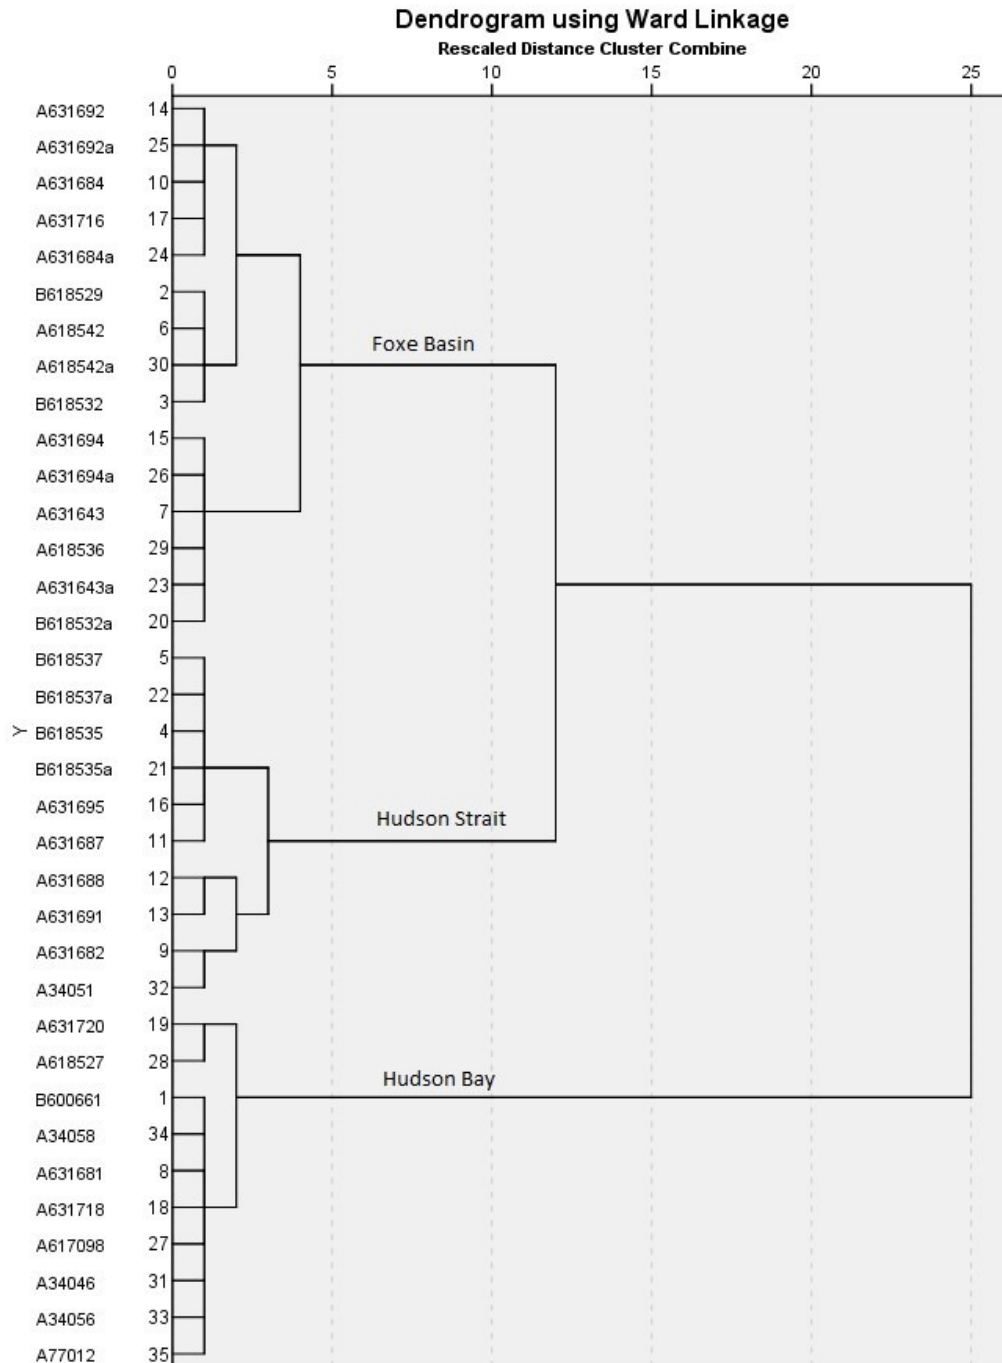 Dendrogram using Ward Linkage
Rescaled Distance Cluster Combine
0 5 10 15 20 25
A631692 14
A631692a 25
A631684 10
A631716 17
A631684a 24
B618529 2
A618542 6
Foxe Basin
A618542a 30
B618532 3
A631694 15
A631694a 26
A631643 7
A618536 29
A631643a 23
B618532a 20
B618537 5
B618537a 22
Y B618535 4
B618535a 21
A631695 16
Hudson Strait
A631687 11
A631688 12
A631691 13
A631682 9
A34051 32
A631720 19
A618527 28
Hudson Bay
B600661 1
A34058 34
A631681 8
A631718 18
A617098 27
A34046 31
A34056 33
A77012 35